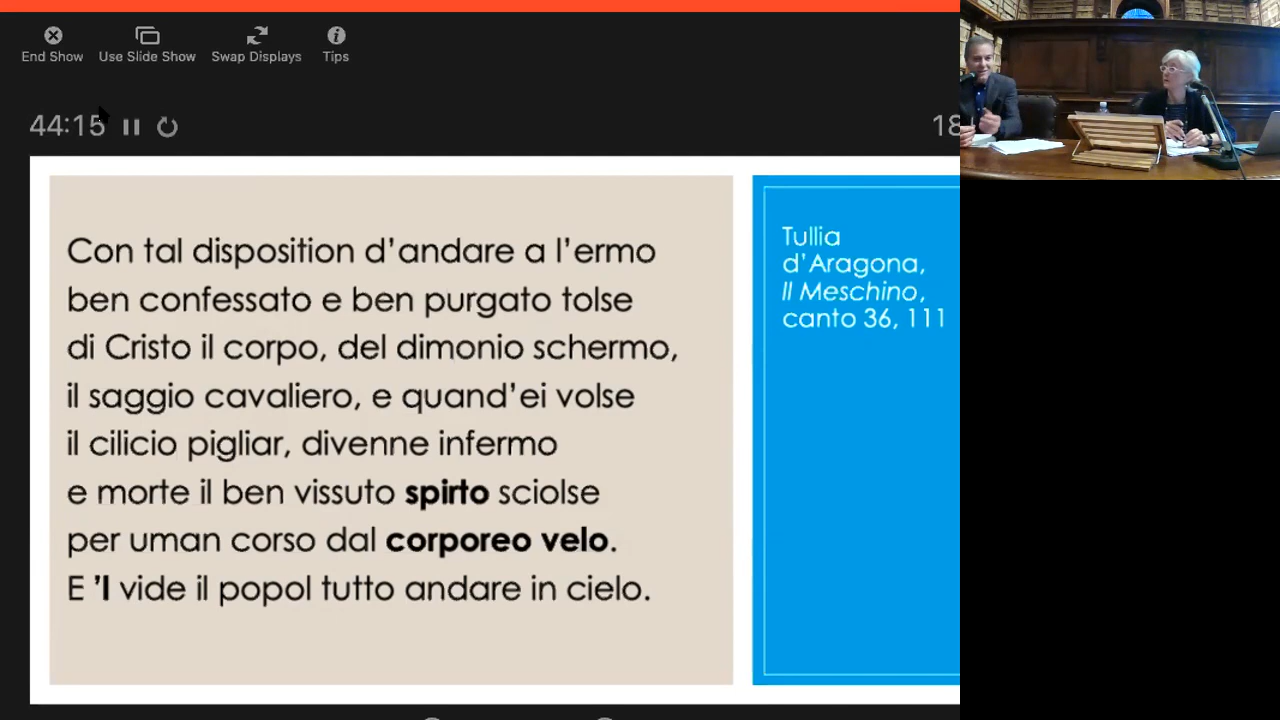 End Show
Use Slide Show
Swap Displays
Tips
44:15
18
Con tal disposition d’andare a l’ermo
ben confessato e ben purgato tolse
di Cristo il corpo, del dimonio schermo,
il saggio cavaliero, e quand’ei volse
il cilicio pigliar, divenne infermo
e morte il ben vissuto spirto sciolse
per uman corso dal corporeo velo.
E ’l vide il popol tutto andare in cielo.
Tullia
d’Aragona,
Il Meschino,
canto 36, 111